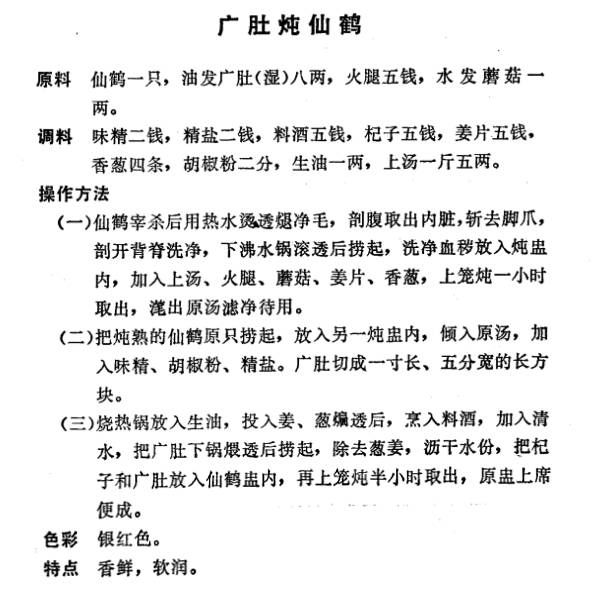 广肚炖仙鹤
原料 仙鹤一只，油发广肚(湿)八两，火腿五钱，水发蘑菇一
两。
调料 味精二钱，精盐二钱，料酒五钱，杞子五钱，姜片五钱。
香葱四条，胡椒粉二分，生油一两，上汤一斤五两。
操作方法
(一)仙鹤宰杀后用热水烫透煺净毛，剖腹取出内脏，斩去脚爪，
剖开背脊洗净，下沸水锅滚透后捞起，洗净血秽放入炖盅
内，加入上汤、火腿、蘑菇、姜片、香葱，上笼炖一小时
取出，滗出原汤滤净待用。
(二)把炖熟的仙鹤原只捞起，放入另一炖盅内，倾入原汤，加
入味精、胡椒粉、精盐。广肚切成一寸长、五分宽的长方
块。
(三)烧热锅放入生油，投入姜、葱煸透后，烹入料酒，加入清
水，把广肚下锅煨透后捞起，除去葱姜，沥干水份，把杞
子和广肚放入仙鹤盅内，再上笼炖半小时取出，原盅上席
便成。
色彩 银红色。
特点 香鲜，软润。